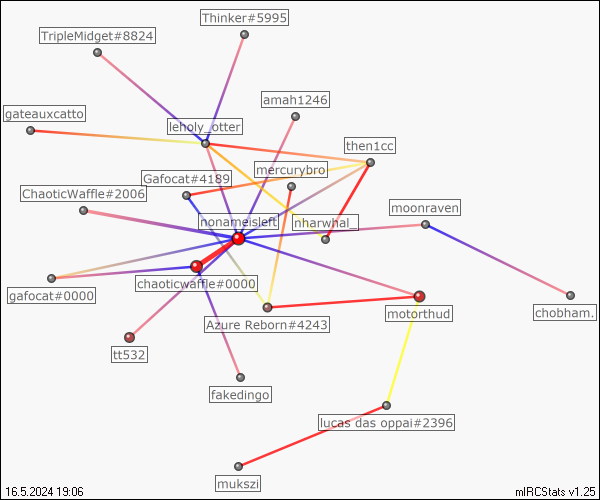 Thinker#5995
TripleMidget#8824
amah1246
gateauxcatto
leholy_otter
then1cc
mercurybro
Gafocat#4189
ChaoticWaffle#2006
moonraven
nonameisleft
nharwhal_
chaoticwaffle#0000
gafocat#0000
motorthud
chobham.
Azure Reborn#4243
tt532
fakedingo
lucas das oppai#2396
mukszi
16.5.2024 19:06
mIRCStats v1.25